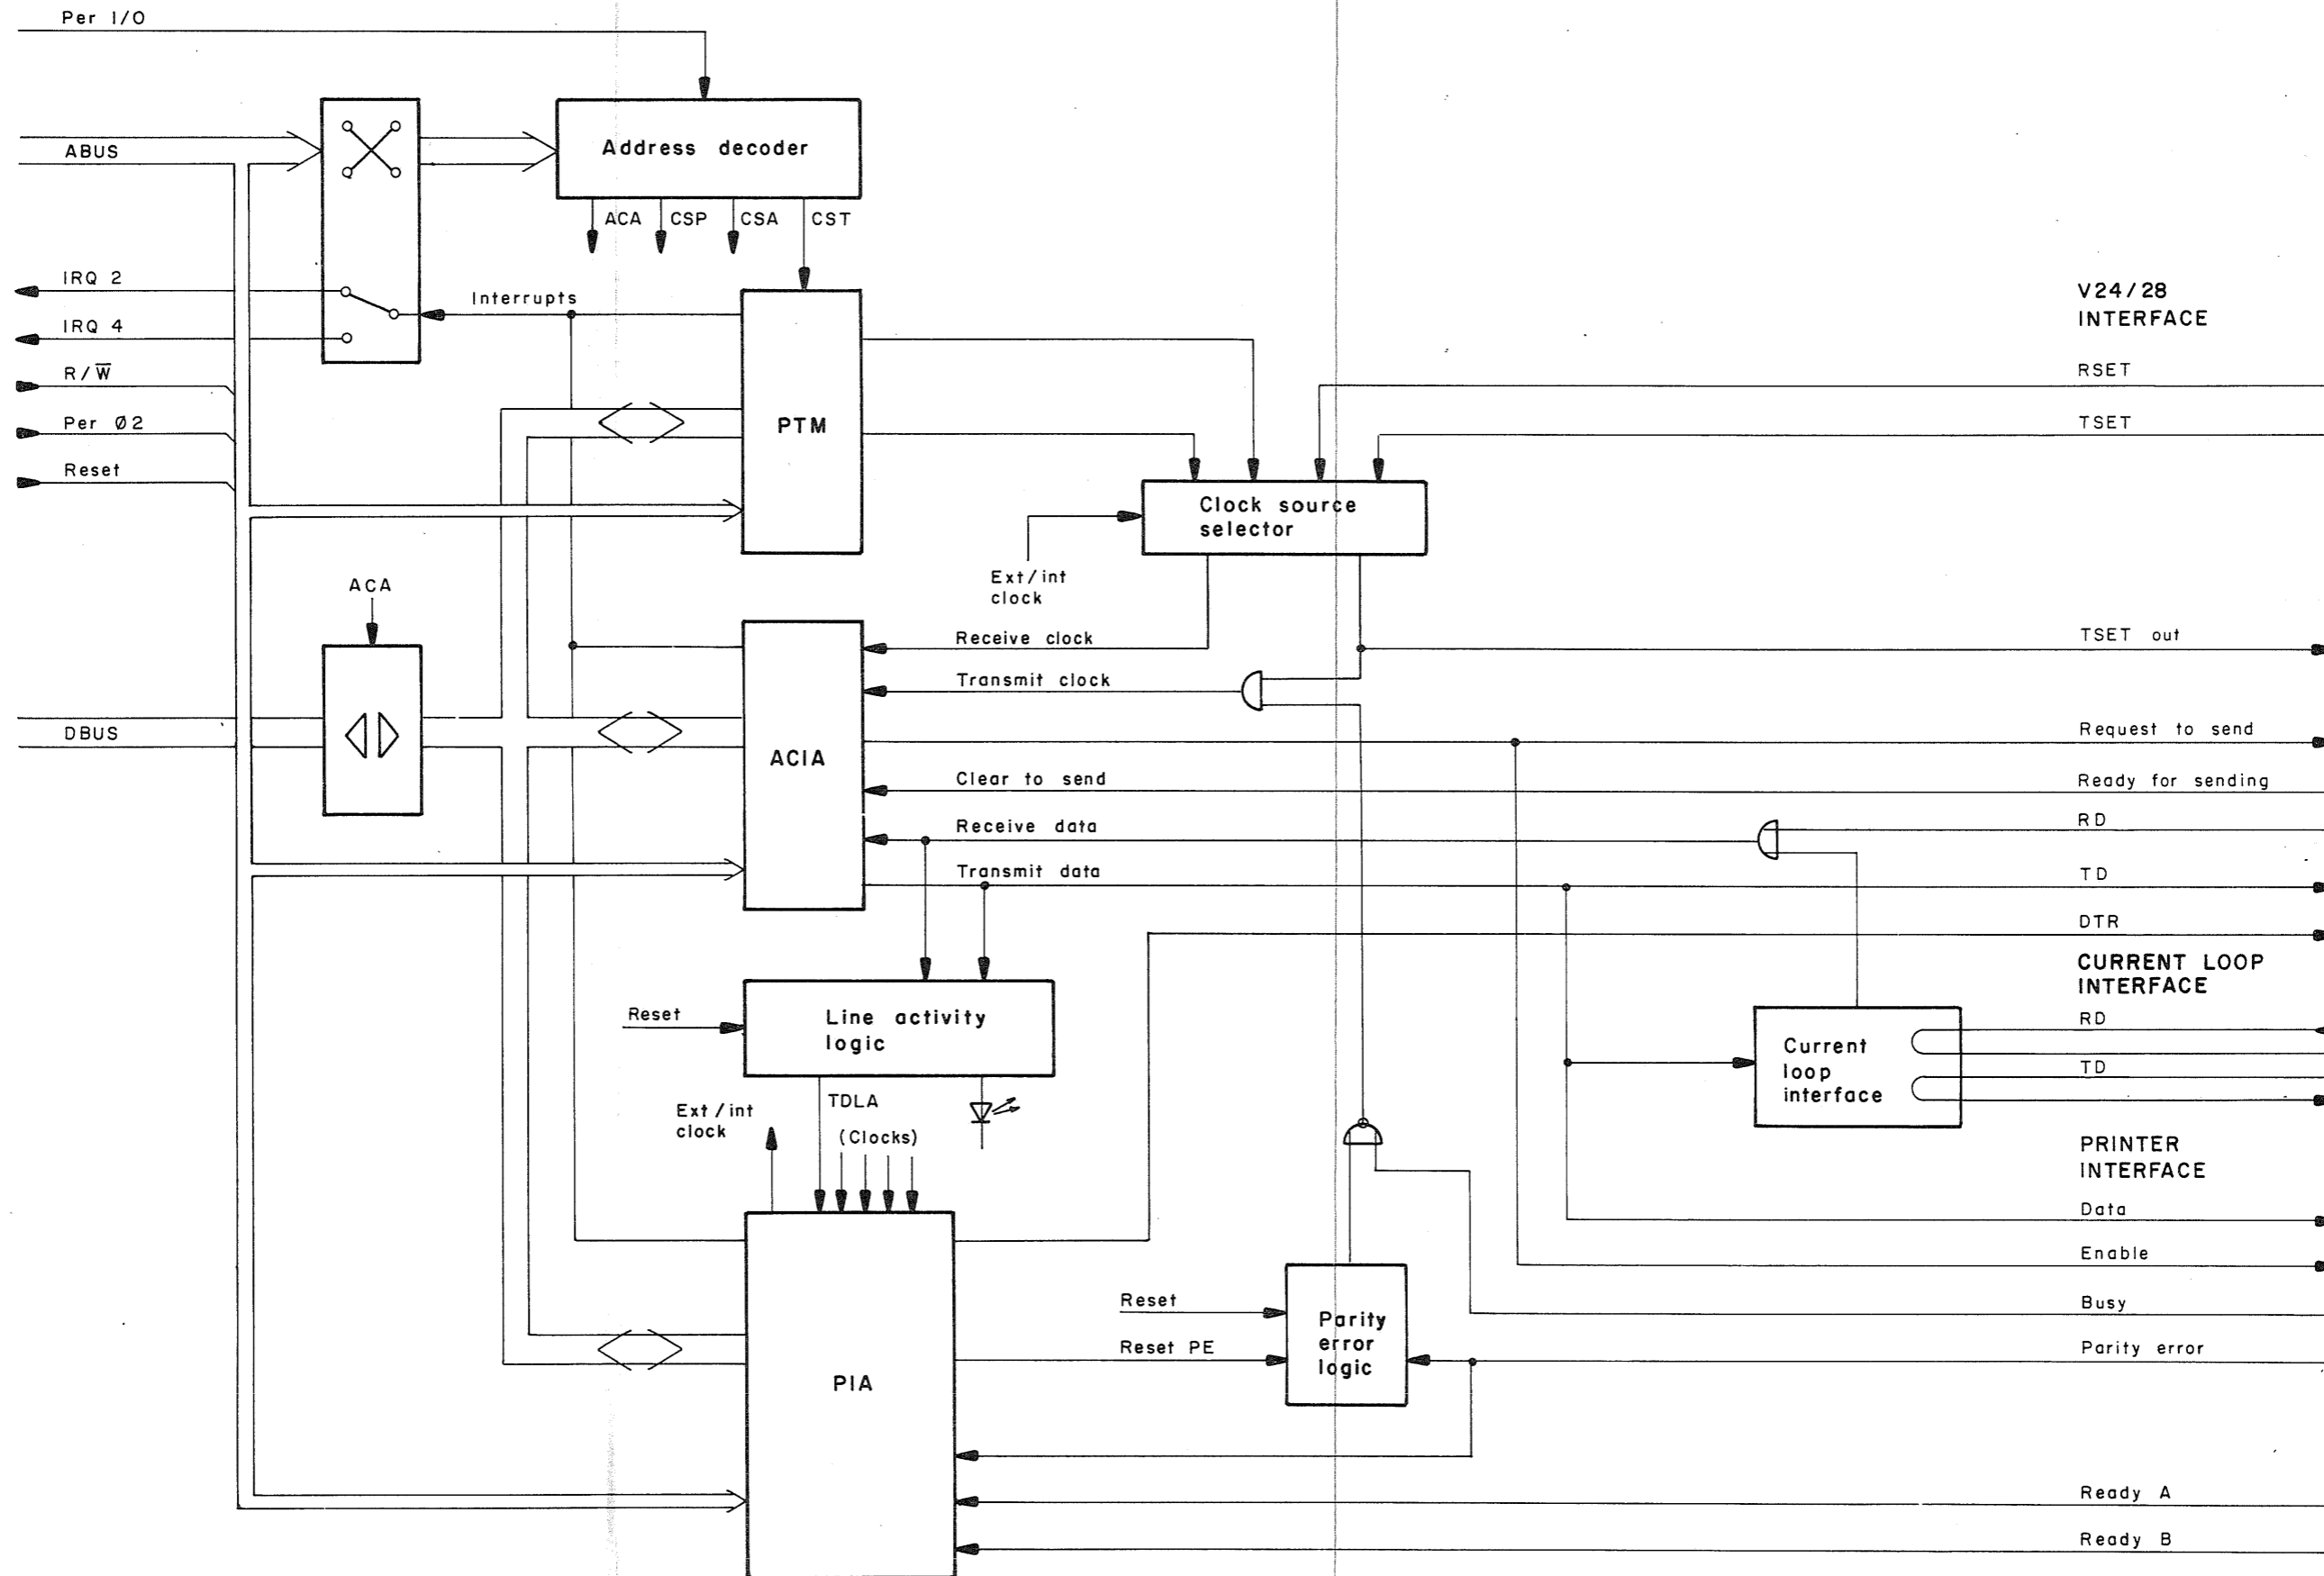 Per I/O
ABUS
Address decoder
ACA
CSP
CSA
CST
IRQ 2
IRQ 4
R/W̅
Per Ø2
Reset
Interrupts
PTM
V24/28
INTERFACE
RSET
TSET
Clock source
selector
Ext/int
clock
ACA
DBUS
ACIA
Receive clock
Transmit clock
Clear to send
Receive data
Transmit data
TSET out
Request to send
Ready for sending
RD
TD
DTR
CURRENT LOOP
INTERFACE
RD
TD
Current
loop
interface
Reset
Line activity
logic
TDLA
Ext/int
clock
(Clocks)
PRINTER
INTERFACE
Data
Enable
Busy
Parity error
Reset
Reset PE
Parity
error
logic
PIA
Ready A
Ready B